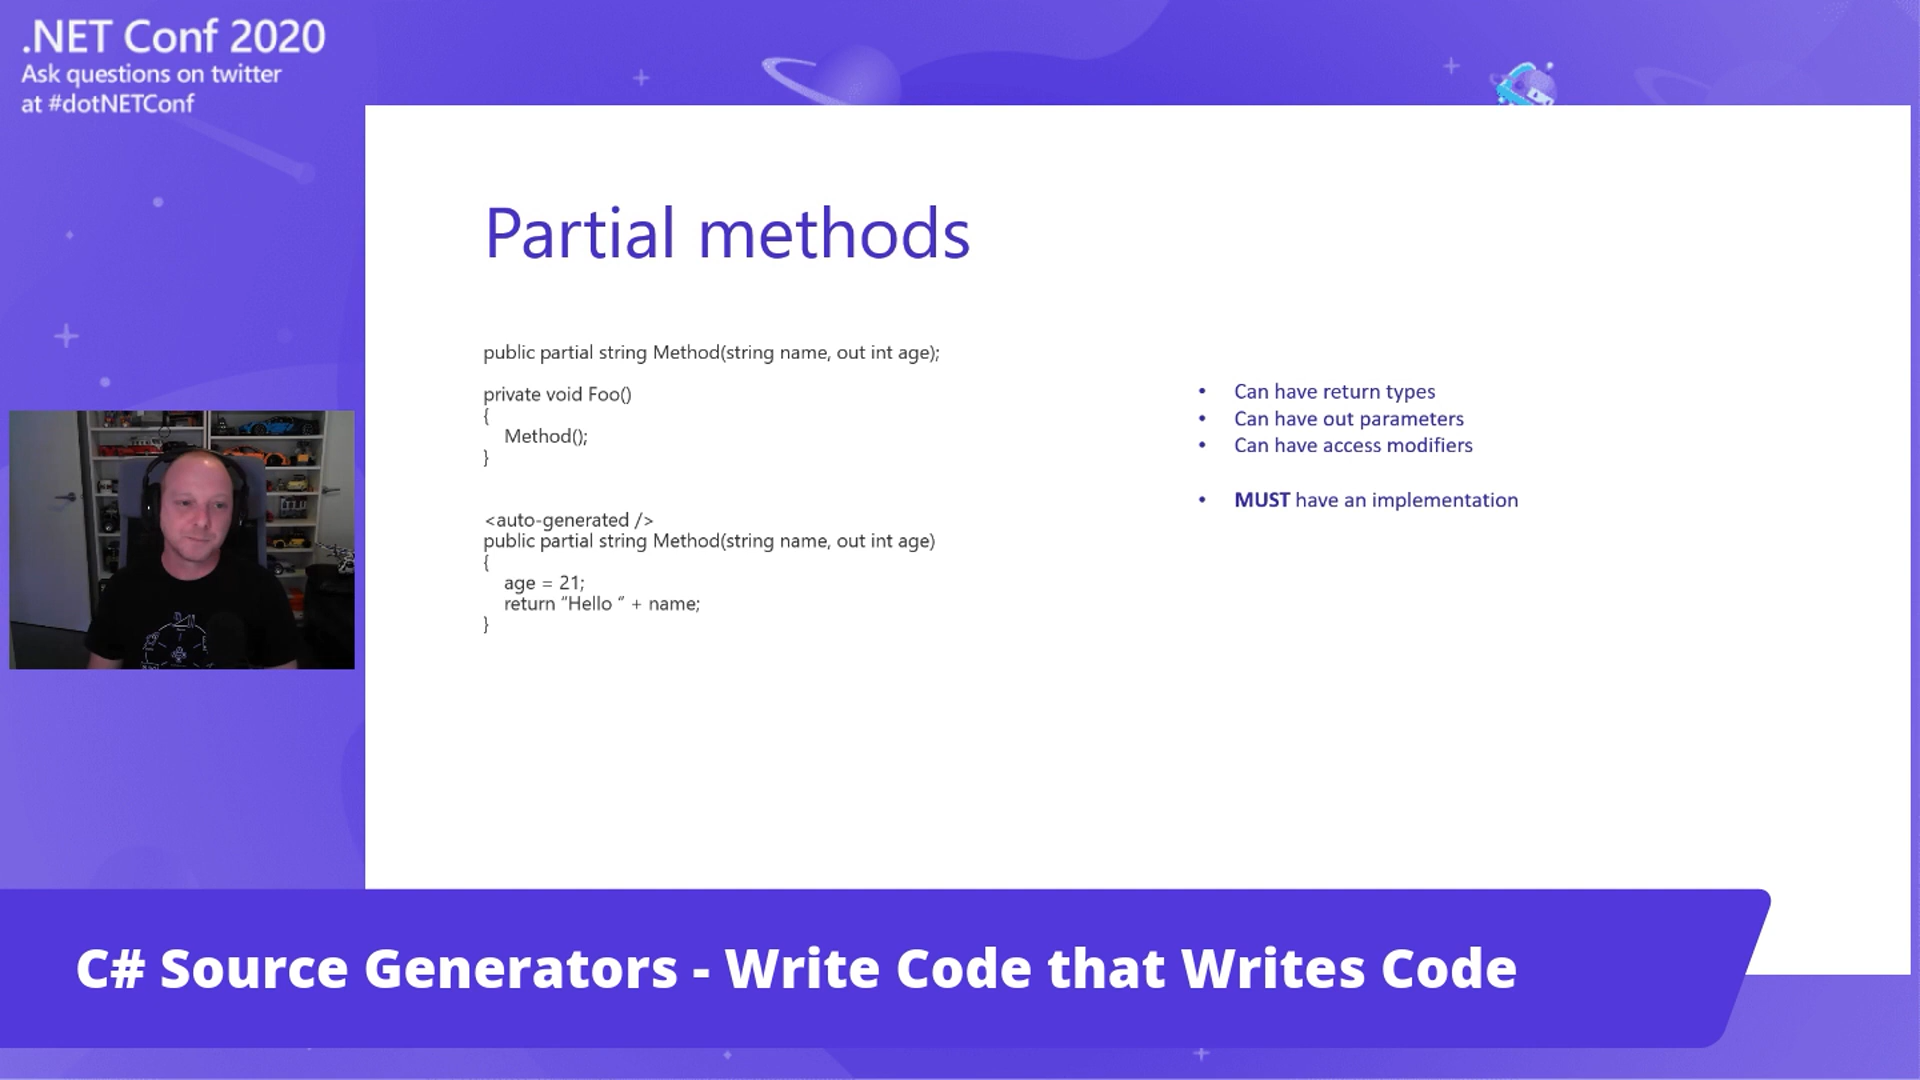 .NET Conf 2020
Ask questions on twitter
at #dotNETConf
Partial methods
public partial string Method(string name, out int age);
private void Foo()
{
Method();
}
<auto-generated />
public partial string Method(string name, out int age)
{
age = 21;
return “Hello “ + name;
}
• Can have return types
• Can have out parameters
• Can have access modifiers
• MUST have an implementation
C# Source Generators - Write Code that Writes Code